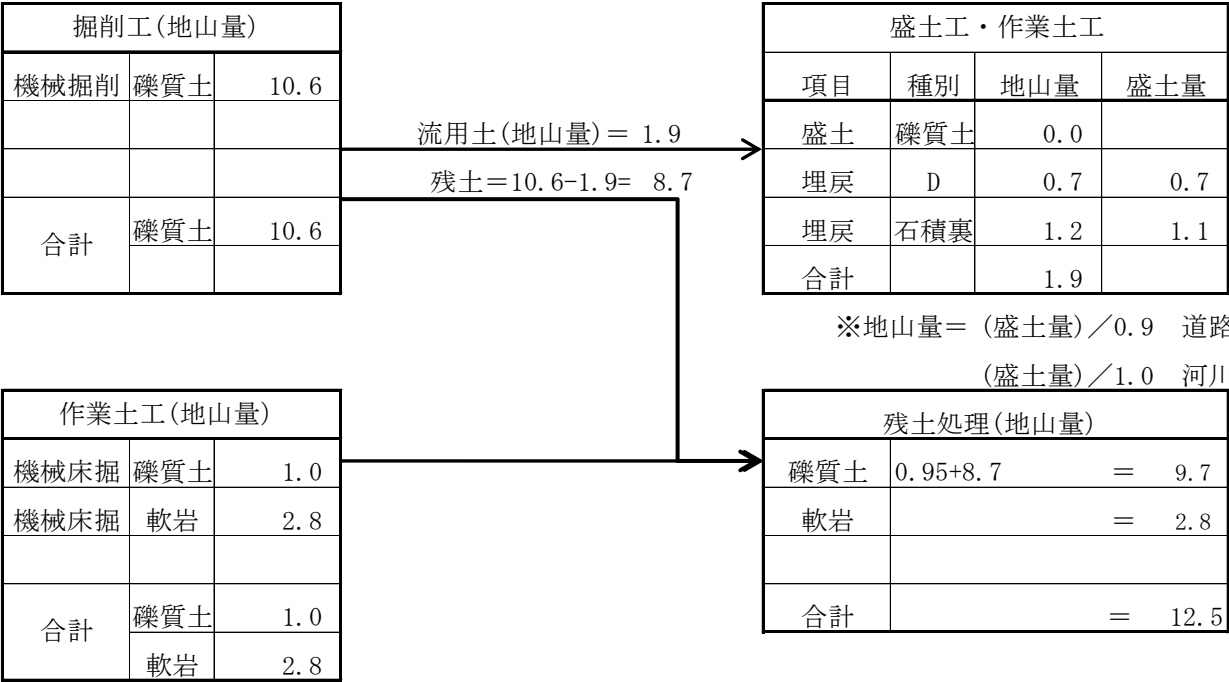 掘削工(地山量)
機械掘削 礫質土 10.6
合計 礫質土 10.6
流用土(地山量)＝ 1.9
残土＝10.6-1.9= 8.7
盛土工・作業土工
項目 種別 地山量 盛土量
盛土 礫質土 0.0
埋戻 D 0.7 0.7
埋戻 石積裏 1.2 1.1
合計 1.9
※地山量＝ (盛土量)／0.9 道路
(盛土量)／1.0 河川
作業土工(地山量)
機械床掘 礫質土 1.0
機械床掘 軟岩 2.8
合計 礫質土 1.0
軟岩 2.8
残土処理(地山量)
礫質土 0.95+8.7 ＝ 9.7
軟岩 ＝ 2.8
合計 ＝ 12.5